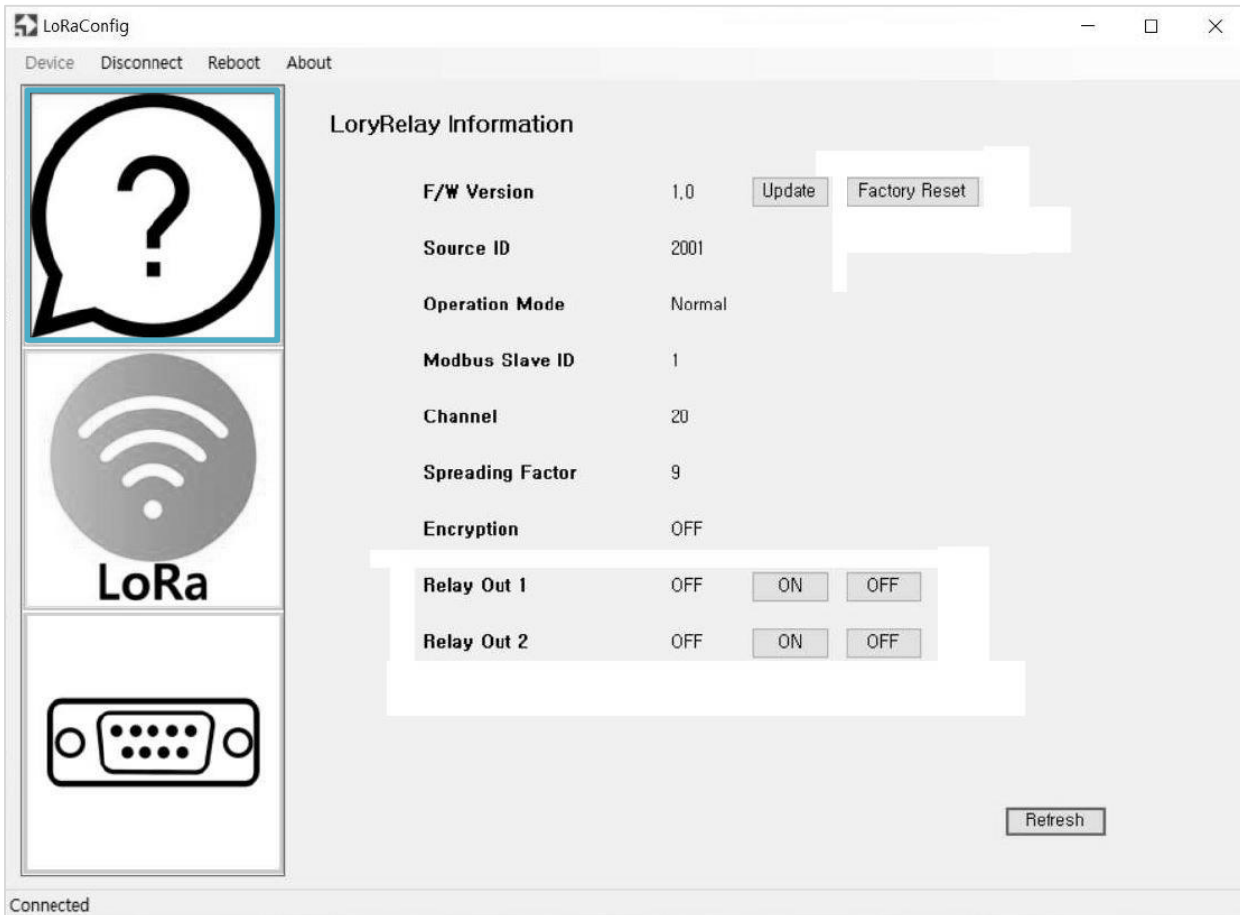 LoRaConfig
Device Disconnect Reboot About
LoryRelay Information
F/W Version 1.0 Update Factory Reset
Source ID 2001
Operation Mode Normal
Modbus Slave ID 1
Channel 20
Spreading Factor 9
Encryption OFF
Relay Out 1 OFF ON OFF
Relay Out 2 OFF ON OFF
LoRa
Refresh
Connected